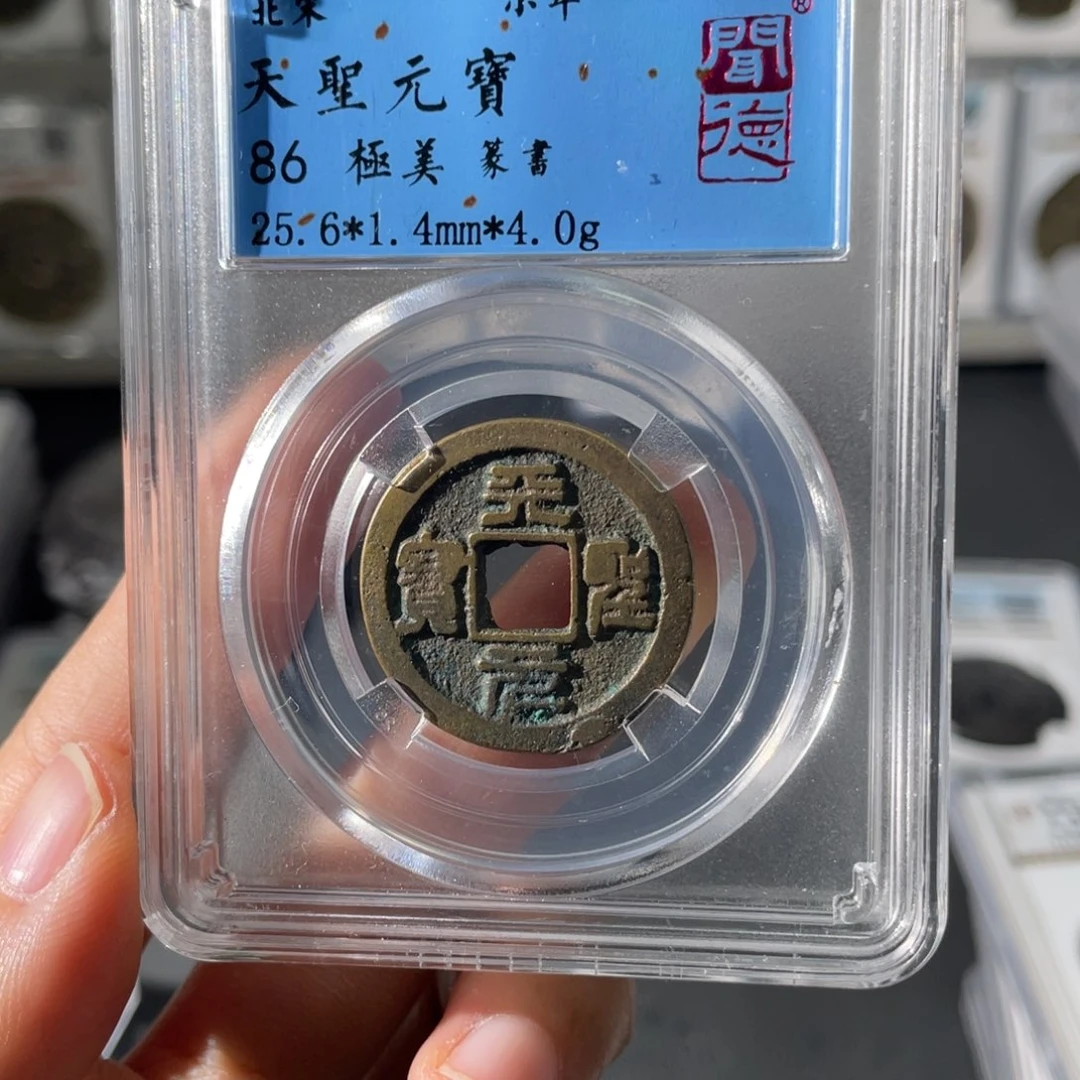 北宋
天聖元寶
86 極美 篆書
25.6*1.4mm*4.0g
聞德
®
天聖元寶